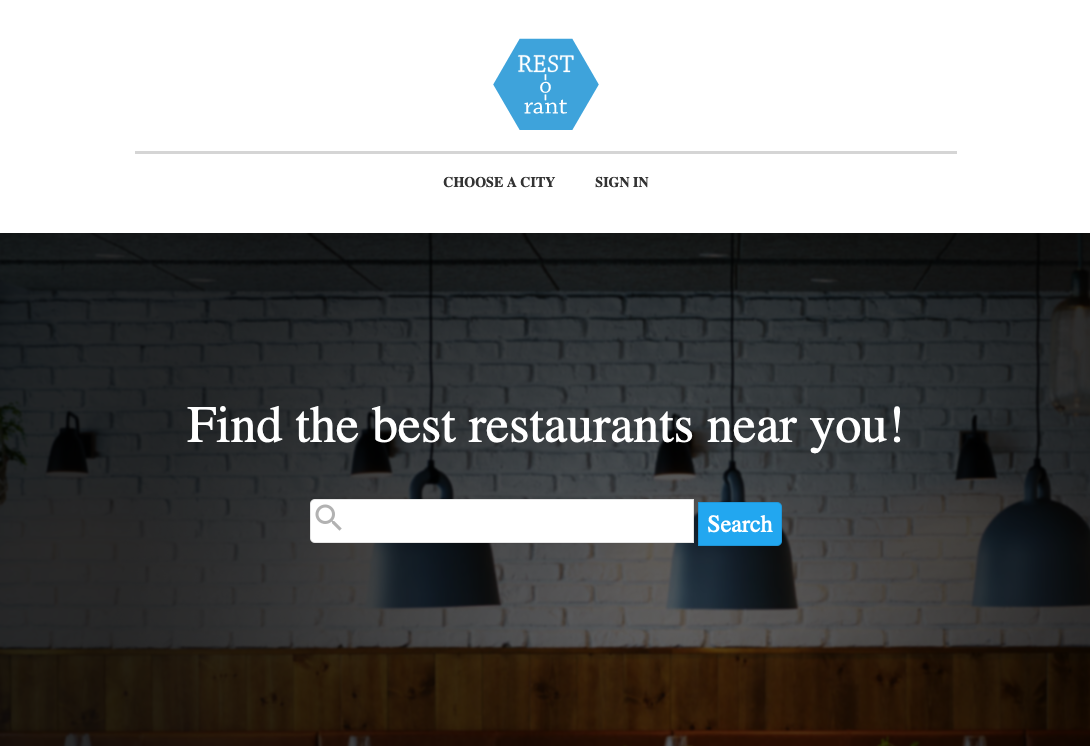 REST
o
rant
CHOOSE A CITY SIGN IN
Find the best restaurants near you!
Search